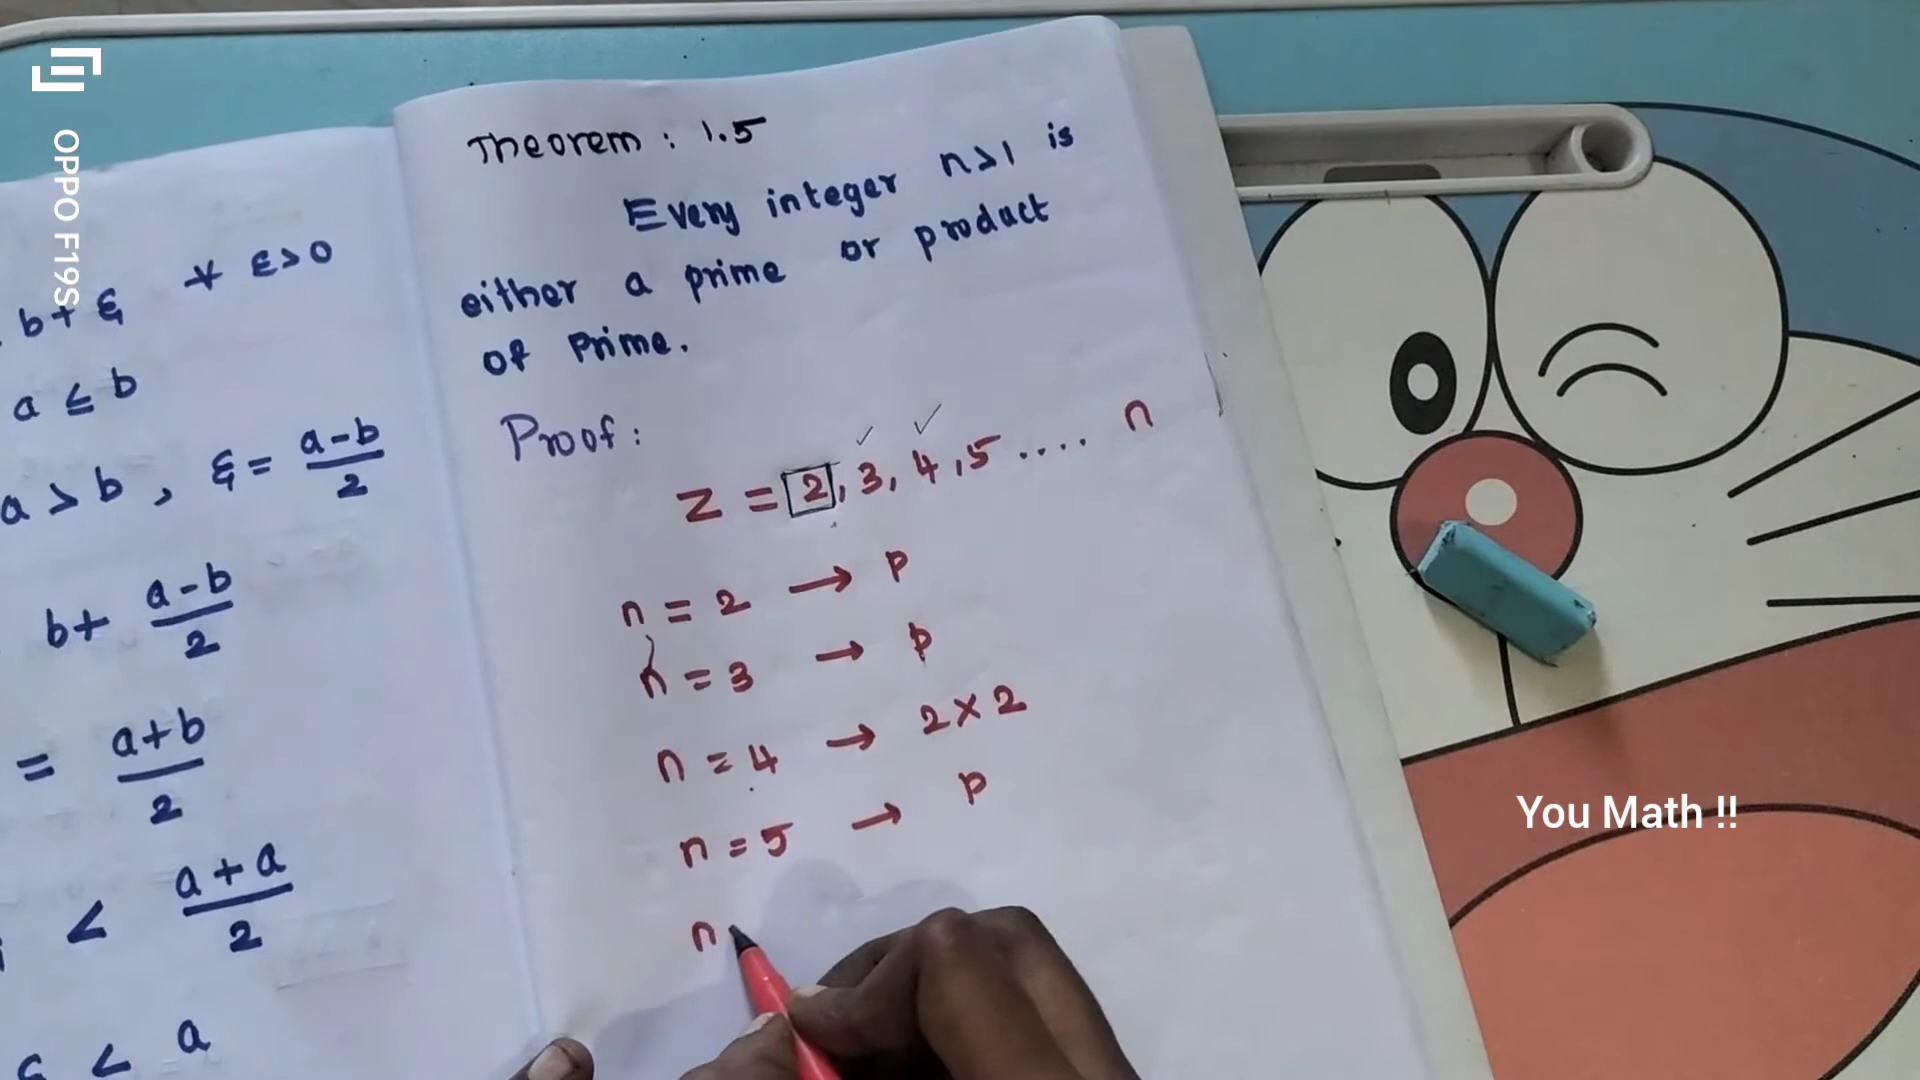 OPPO F19S
b+ε ∀ ε>0
a ≤ b
a > b, ε = a-b/2
b+ a-b/2
= a+b/2
< a+a/2
< a
Theorem : 1.5
Every integer n>1 is
either a prime or product
of Prime.
Proof :
Z = 2, 3, 4, 5 .... n
n = 2 → P
n = 3 → P
n = 4 → 2×2
n = 5 → P
n
You Math !!